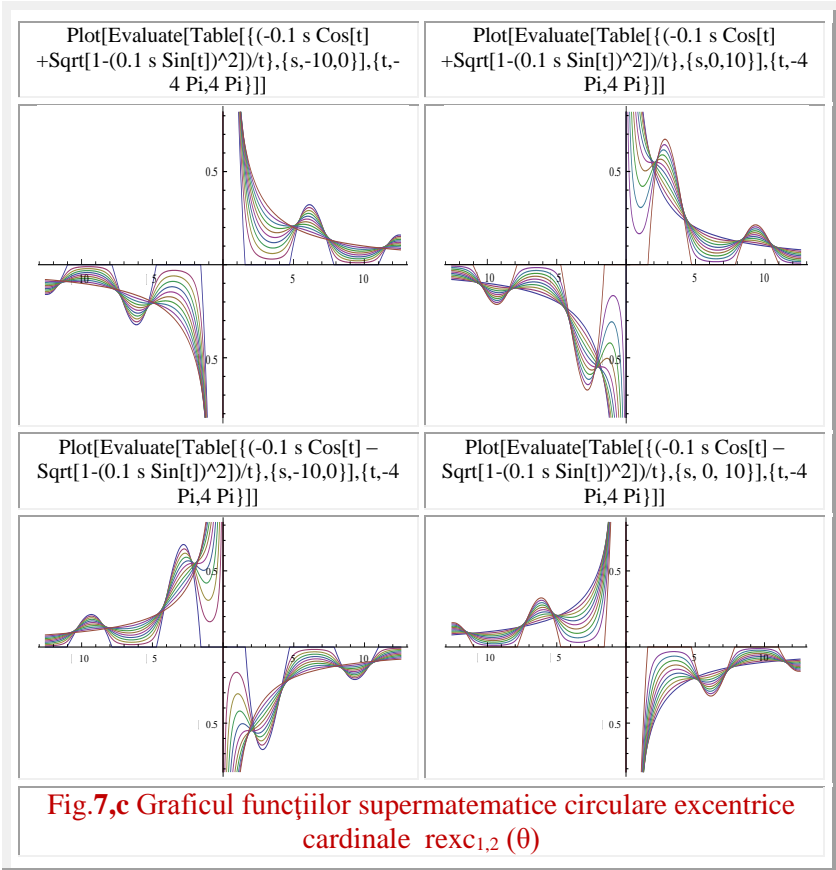 Plot[Evaluate[Table[{(-0.1 s Cos[t]
+Sqrt[1-(0.1 s Sin[t])^2])/t},{s,-10,0}],{t,-
4 Pi,4 Pi}]]
Plot[Evaluate[Table[{(-0.1 s Cos[t]
+Sqrt[1-(0.1 s Sin[t])^2])/t},{s,0,10}],{t,-4
Pi,4 Pi}]]
0.5
10 5 5 10
0.5
0.5
10 5 5 10
0.5
Plot[Evaluate[Table[{(-0.1 s Cos[t] –
Sqrt[1-(0.1 s Sin[t])^2])/t},{s,-10,0}],{t,-4
Pi,4 Pi}]]
Plot[Evaluate[Table[{(-0.1 s Cos[t] –
Sqrt[1-(0.1 s Sin[t])^2])/t},{s, 0, 10}],{t,-4
Pi,4 Pi}]]
0.5
10 5 5 10
0.5
0.5
10 5 5 10
0.5
Fig.7,c Graficul funcţiilor supermatematice circulare excentrice
cardinale rexc₁,₂ (θ)